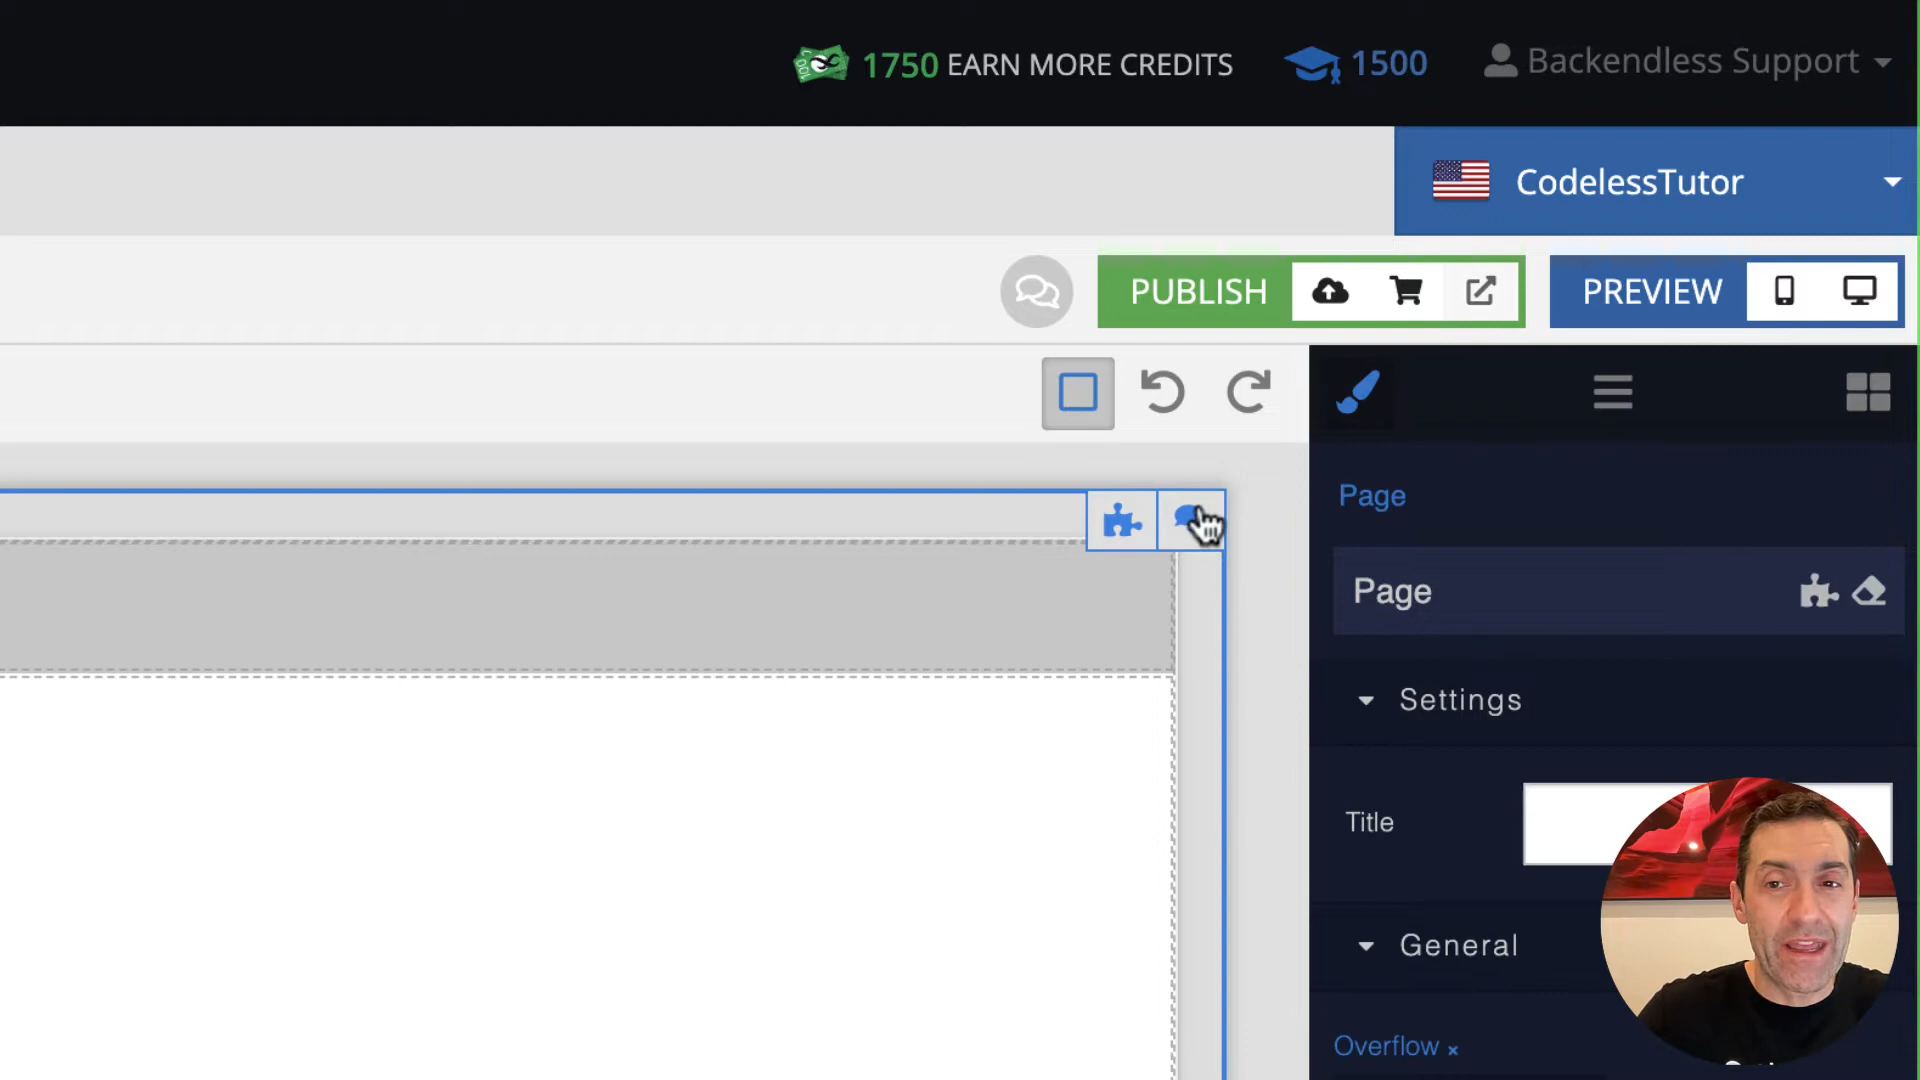 1750 EARN MORE CREDITS
1500
Backendless Support
CodelessTutor
PUBLISH
PREVIEW
Page
Page
Settings
Title
General
Overflow ×